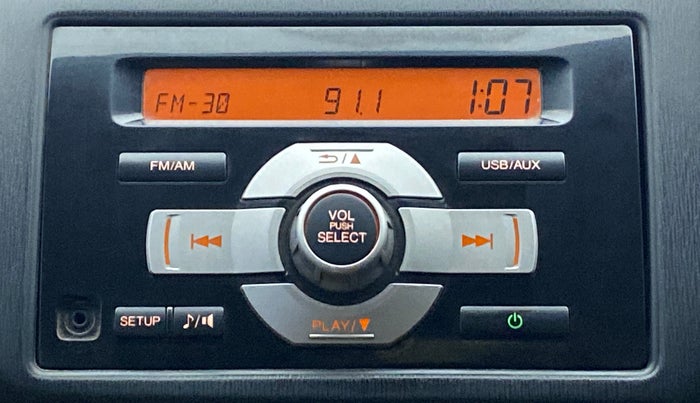 FM-30 91.1 1:07
FM/AM
USB/AUX
VOL
PUSH
SELECT
SETUP
PLAY/